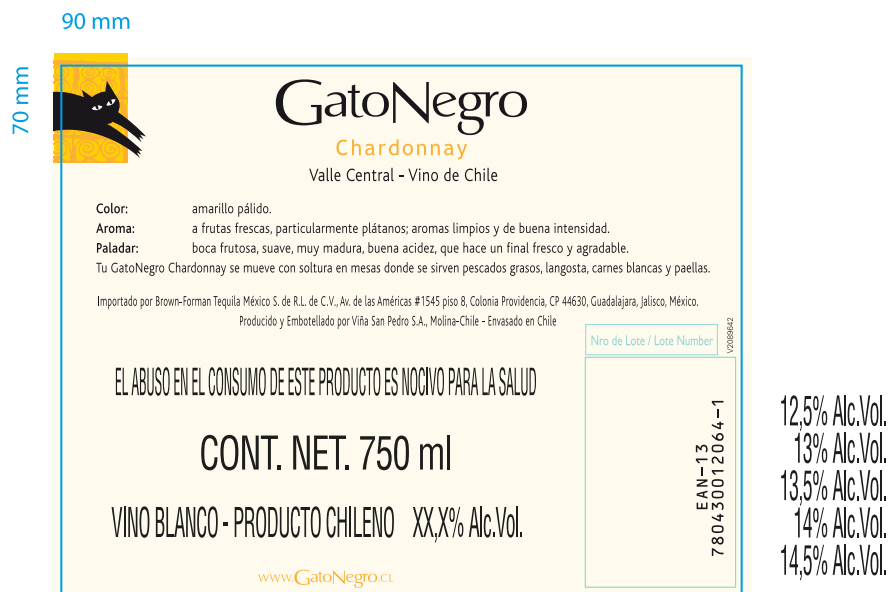 90 mm
70 mm
GatoNegro
Chardonnay
Valle Central - Vino de Chile
Color: amarillo pálido.
Aroma: a frutas frescas, particularmente plátanos; aromas limpios y de buena intensidad.
Paladar: boca frutosa, suave, muy madura, buena acidez, que hace un final fresco y agradable.
Tu GatoNegro Chardonnay se mueve con soltura en mesas donde se sirven pescados grasos, langosta, carnes blancas y paellas.
Importado por Brown-Forman Tequila México S. de R.L. de C.V., Av. de las Américas #1545 piso 8, Colonia Providencia, CP 44630, Guadalajara, Jalisco, México.
Producido y Embotellado por Viña San Pedro S.A., Molina-Chile - Envasado en Chile
Nro de Lote / Lote Number
V2089642
EL ABUSO EN EL CONSUMO DE ESTE PRODUCTO ES NOCIVO PARA LA SALUD
CONT. NET. 750 ml
VINO BLANCO - PRODUCTO CHILENO XX,X% Alc.Vol.
EAN-13
780430012064-1
www.GatoNegro.cl
12,5% Alc.Vol.
13% Alc.Vol.
13,5% Alc.Vol.
14% Alc.Vol.
14,5% Alc.Vol.